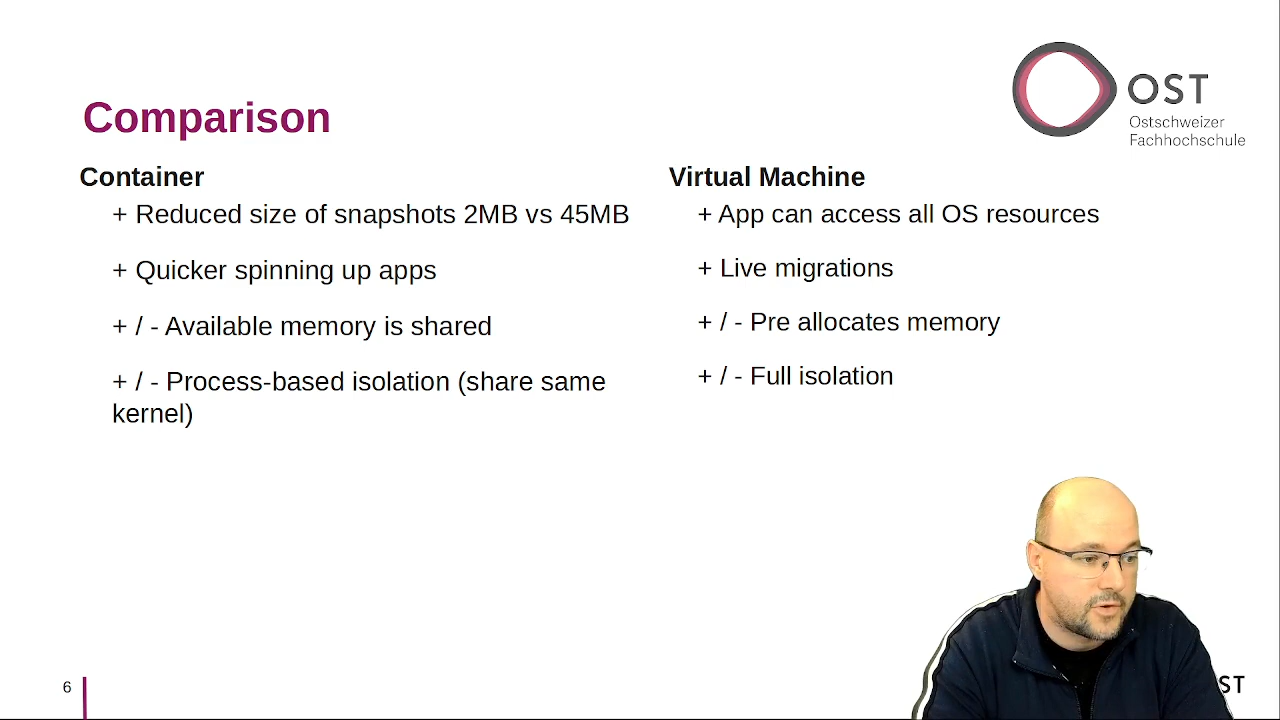 OST
Ostschweizer
Fachhochschule
Comparison
Container
+ Reduced size of snapshots 2MB vs 45MB
+ Quicker spinning up apps
+ / - Available memory is shared
+ / - Process-based isolation (share same
kernel)
Virtual Machine
+ App can access all OS resources
+ Live migrations
+ / - Pre allocates memory
+ / - Full isolation
6
ST